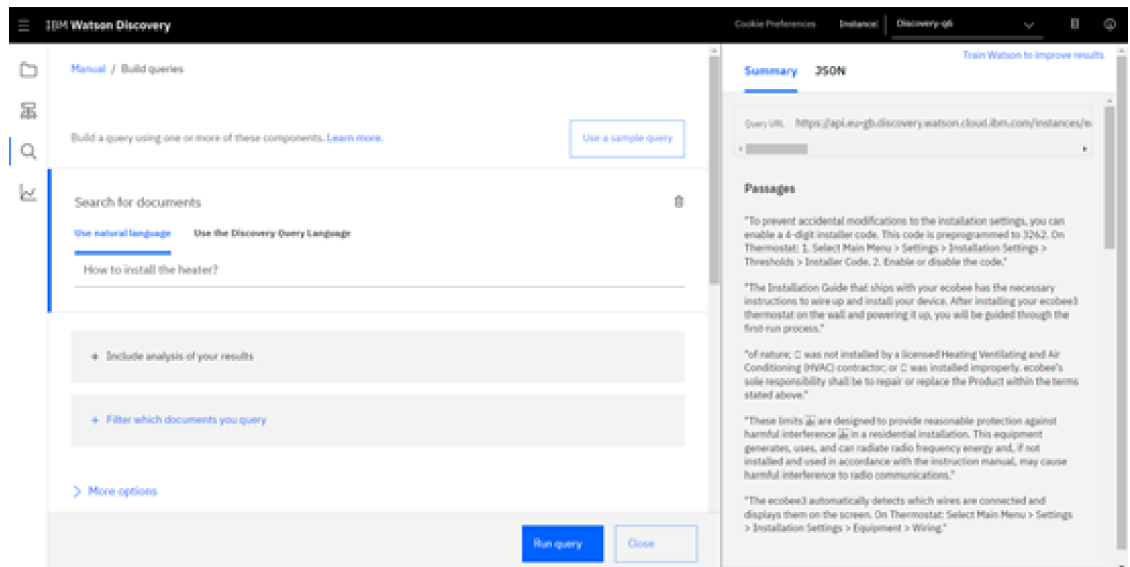 IBM Watson Discovery
Cookie Preferences
Instance:
Discovery-q6
Manual / Build queries
Build a query using one or more of these components. Learn more.
Use a sample query
Search for documents
Use natural language
Use the Discovery Query Language
How to install the heater?
+ Include analysis of your results
+ Filter which documents you query
> More options
Run query
Close
Train Watson to improve results
Summary
JSON
Query URL https://api.eu-gb.discovery.watson.cloud.ibm.com/instances/
Passages
"To prevent accidental modifications to the installation settings, you can
enable a 4-digit installer code. This code is preprogrammed to 3262. On
Thermostat: 1. Select Main Menu > Settings > Installation Settings >
Thresholds > Installer Code. 2. Enable or disable the code."
"The Installation Guide that ships with your ecobee has the necessary
instructions to wire up and install your device. After installing your ecobee3
thermostat on the wall and powering it up, you will be guided through the
first-run process."
"of nature; □ was not installed by a licensed Heating Ventilating and Air
Conditioning (HVAC) contractor; or □ was installed improperly. ecobee's
sole responsibility shall be to repair or replace the Product within the terms
stated above."
"These limits are designed to provide reasonable protection against
harmful interference in a residential installation. This equipment
generates, uses, and can radiate radio frequency energy and, if not
installed and used in accordance with the instruction manual, may cause
harmful interference to radio communications."
"The ecobee3 automatically detects which wires are connected and
displays them on the screen. On Thermostat: Select Main Menu > Settings
> Installation Settings > Equipment > Wiring."